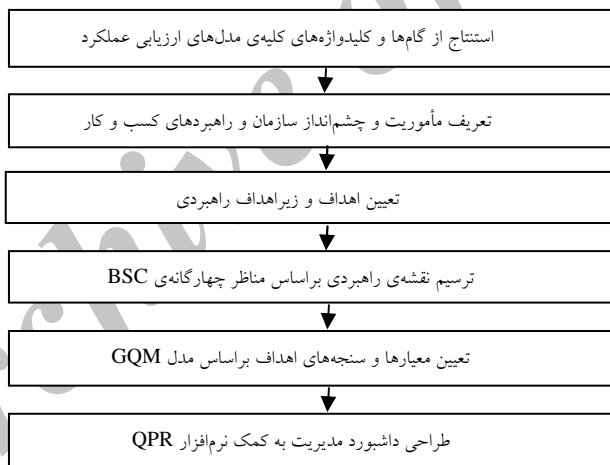 استنتاج از گام‌ها و کلیدواژه‌های کلیه‌ی مدل‌های ارزیابی عملکرد
تعریف مأموریت و چشم‌انداز سازمان و راهبردهای کسب و کار
تعیین اهداف و زیراهداف راهبردی
ترسیم نقشه‌ی راهبردی براساس مناظر چهارگانه‌ی BSC
تعیین معیارها و سنجه‌های اهداف براساس مدل GQM
طراحی داشبورد مدیریت به کمک نرم‌افزار QPR